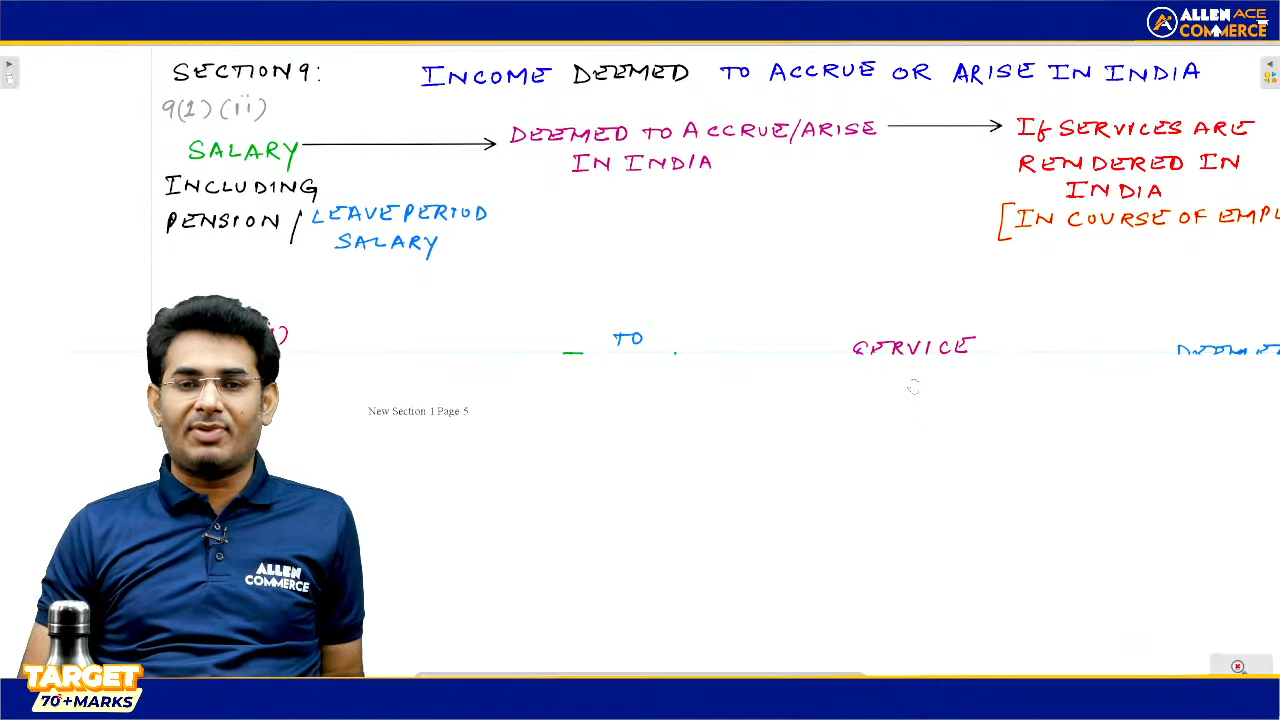 ALLEN ACE
COMMERCE
SECTION 9:
INCOME DEEMED TO ACCRUE OR ARISE IN INDIA
9(1)(ii)
SALARY
INCLUDING
PENSION / LEAVE PERIOD
SALARY
DEEMED TO ACCRUE/ARISE
IN INDIA
If SERVICES ARE
RENDERED IN
INDIA
[IN COURSE OF EMPL
TO
SERVICE
New Section 1 Page 5
ALLEN
COMMERCE
TARGET
70+MARKS